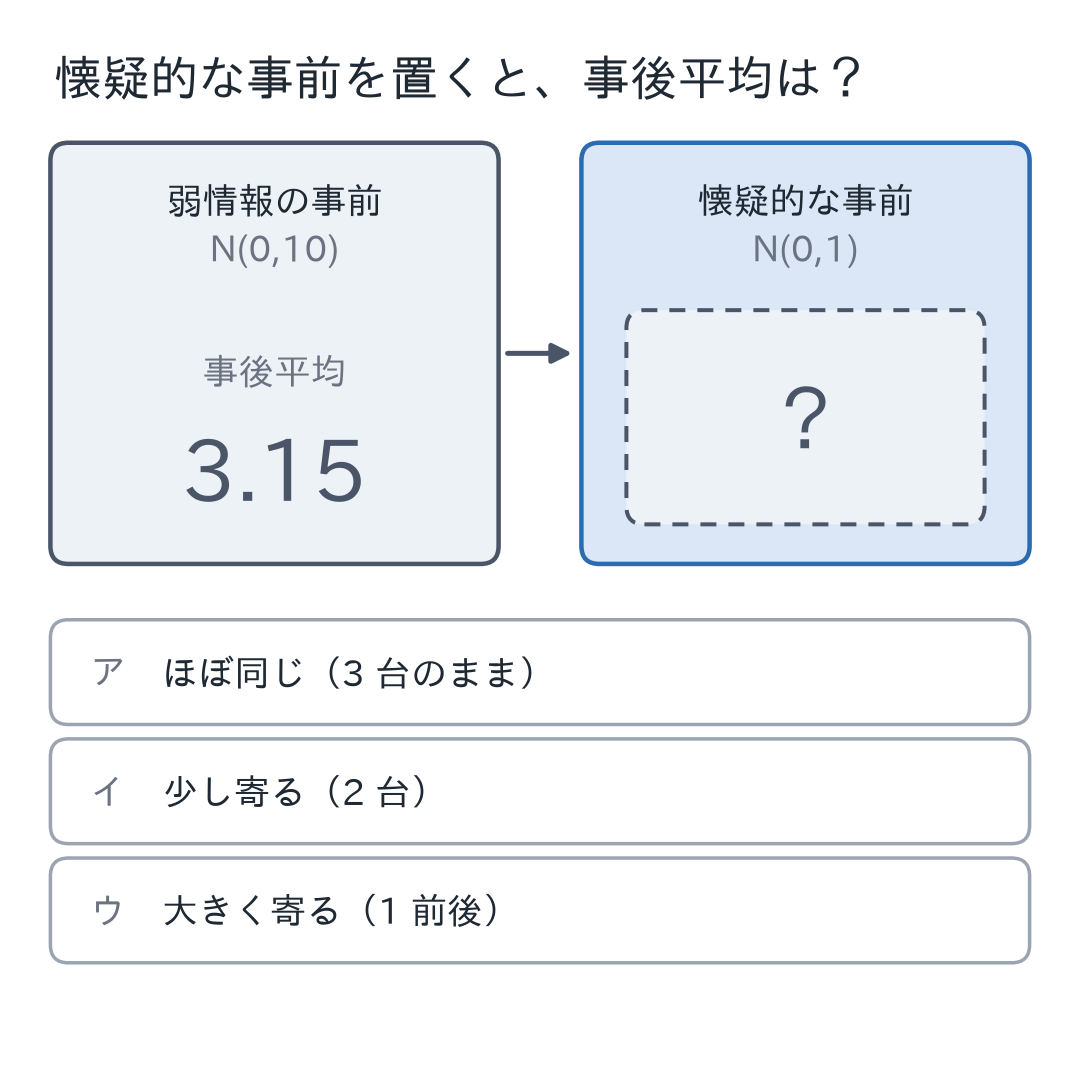 懐疑的な事前を置くと、事後平均は？
弱情報の事前
N(0,10)
事後平均
3.15
懐疑的な事前
N(0,1)
?
ア ほぼ同じ（3 台のまま）
イ 少し寄る（2 台）
ウ 大きく寄る（1 前後）